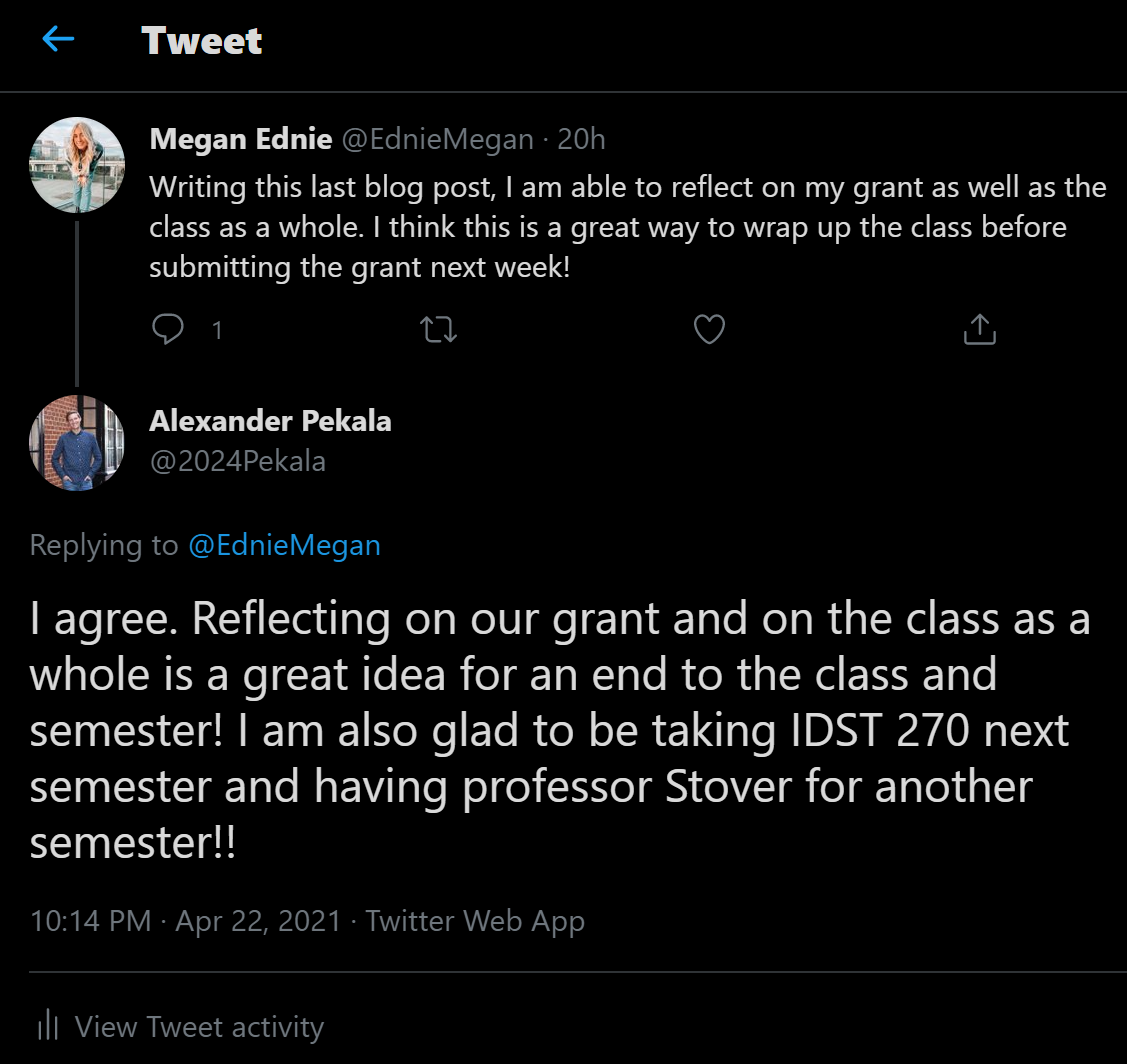 Tweet
Megan Ednie @EdnieMegan · 20h
Writing this last blog post, I am able to reflect on my grant as well as the
class as a whole. I think this is a great way to wrap up the class before
submitting the grant next week!
1
Alexander Pekala
@2024Pekala
Replying to @EdnieMegan
I agree. Reflecting on our grant and on the class as a
whole is a great idea for an end to the class and
semester! I am also glad to be taking IDST 270 next
semester and having professor Stover for another
semester!!
10:14 PM · Apr 22, 2021 · Twitter Web App
View Tweet activity